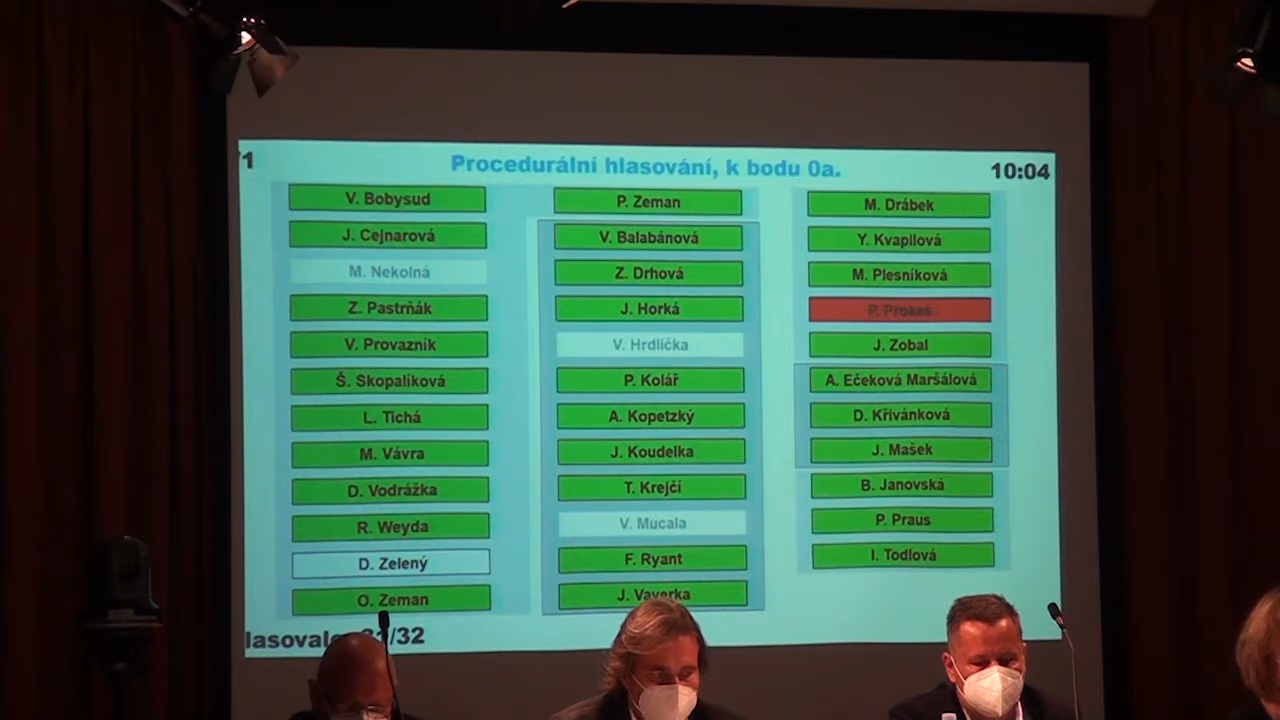 /1
Procedurální hlasování, k bodu 0a.
10:04
V. Bobysud
J. Cejnarová
M. Nekolná
Z. Pastrňák
V. Provazník
Š. Skopalíková
L. Tichá
M. Vávra
D. Vodrážka
R. Weyda
D. Zelený
O. Zeman
P. Zeman
V. Balabánová
Z. Drhová
J. Horká
V. Hrdlička
P. Kolář
A. Kopetzký
J. Koudelka
T. Krejčí
V. Mucala
F. Ryant
J. Vaverka
M. Drábek
Y. Kvapilová
M. Plesníková
P. Prokeš
J. Zobal
A. Ečeková Maršálová
D. Křivánková
J. Mašek
B. Janovská
P. Praus
I. Todlová
/32